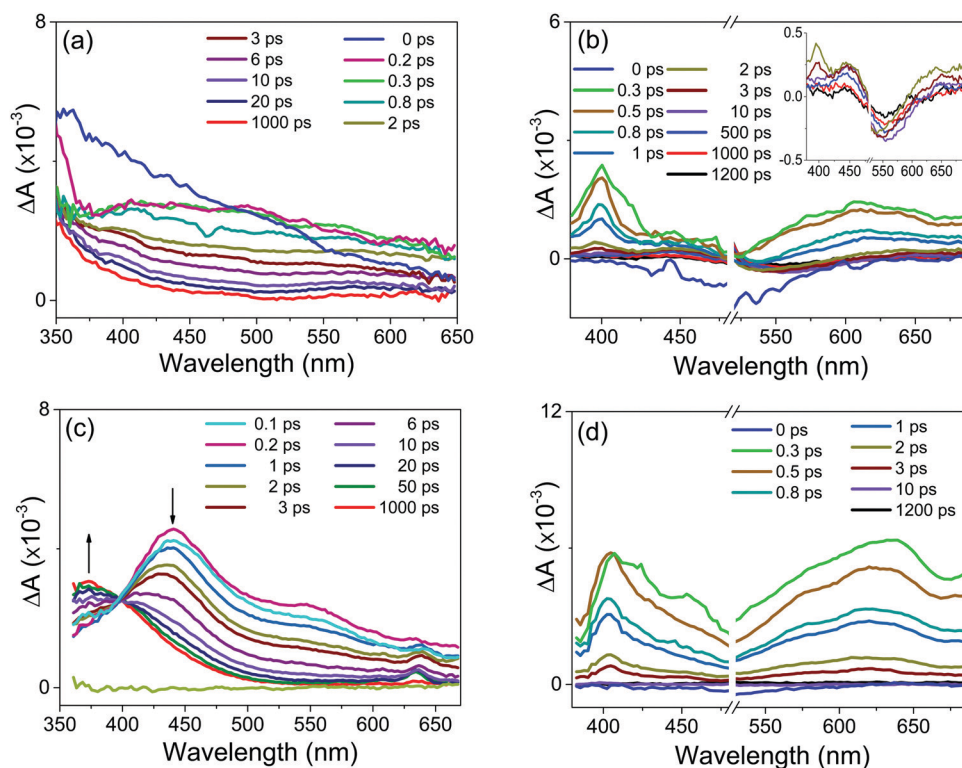 (a)
8
0
ΔA (x10⁻³)
3 ps
6 ps
10 ps
20 ps
1000 ps
0 ps
0.2 ps
0.3 ps
0.8 ps
2 ps
350 400 450 500 550 600 650
Wavelength (nm)
(b)
6
0
ΔA (x10⁻³)
0 ps
0.3 ps
0.5 ps
0.8 ps
1 ps
2 ps
3 ps
10 ps
500 ps
1000 ps
1200 ps
0.5
0.0
-0.5
400 450 550 600 650
400 450 550 600 650
Wavelength (nm)
(c)
8
0
ΔA (x10⁻³)
0.1 ps
0.2 ps
1 ps
2 ps
3 ps
6 ps
10 ps
20 ps
50 ps
1000 ps
350 400 450 500 550 600 650
Wavelength (nm)
(d)
12
0
ΔA (x10⁻³)
0 ps
0.3 ps
0.5 ps
0.8 ps
1 ps
2 ps
3 ps
10 ps
1200 ps
400 450 550 600 650
Wavelength (nm)